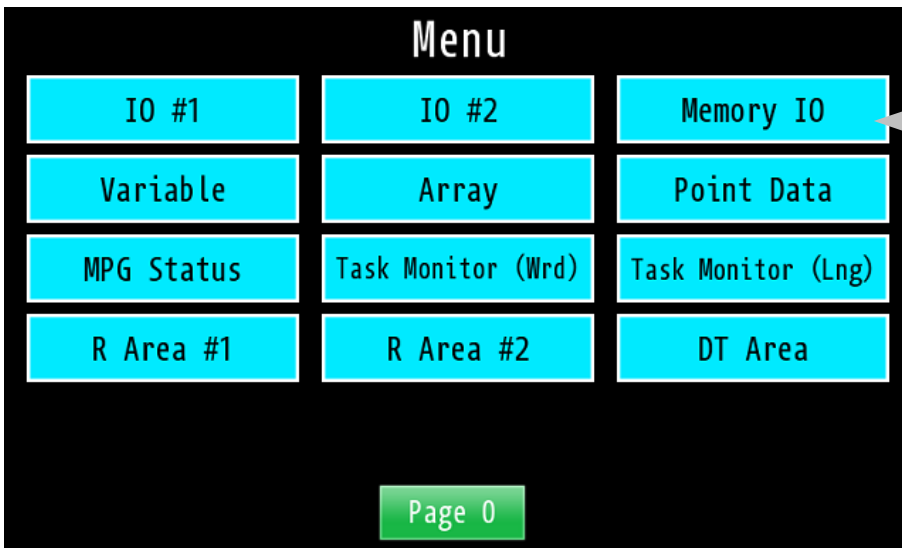 Menu
IO #1
IO #2
Memory IO
Variable
Array
Point Data
MPG Status
Task Monitor (Wrd)
Task Monitor (Lng)
R Area #1
R Area #2
DT Area
Page 0